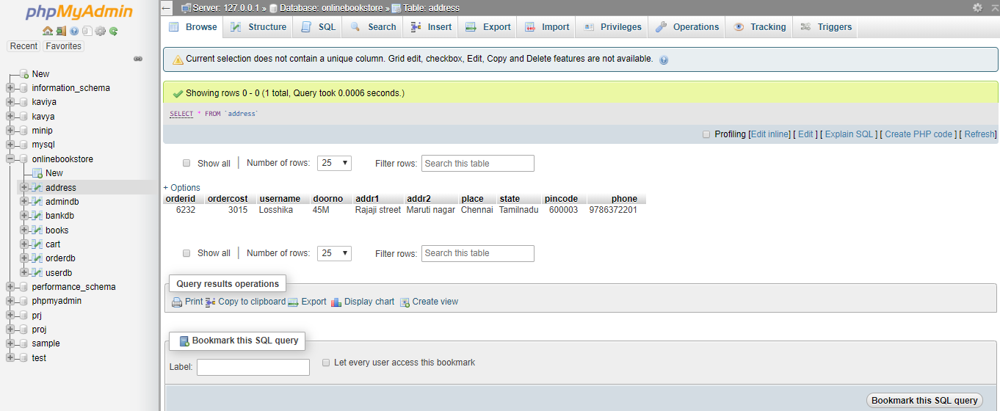 phpMyAdmin
Recent Favorites
New
information_schema
kaviya
kavya
minip
mysql
onlinebookstore
New
address
admindb
bankdb
books
cart
orderdb
userdb
performance_schema
phpmyadmin
prj
proj
sample
test
Server: 127.0.0.1 » Database: onlinebookstore » Table: address
Browse Structure SQL Search Insert Export Import Privileges Operations Tracking Triggers
Current selection does not contain a unique column. Grid edit, checkbox, Edit, Copy and Delete features are not available.
Showing rows 0 - 0 (1 total, Query took 0.0006 seconds.)
SELECT * FROM `address`
Profiling [Edit inline] [ Edit ] [ Explain SQL ] [ Create PHP code ] [ Refresh]
Show all | Number of rows: 25 Filter rows: Search this table
+ Options
orderid ordercost username doorno addr1 addr2 place state pincode phone
6232 3015 Losshika 45M Rajaji street Maruti nagar Chennai Tamilnadu 600003 9786372201
Show all | Number of rows: 25 Filter rows: Search this table
Query results operations
Print Copy to clipboard Export Display chart Create view
Bookmark this SQL query
Label: Let every user access this bookmark
Bookmark this SQL query